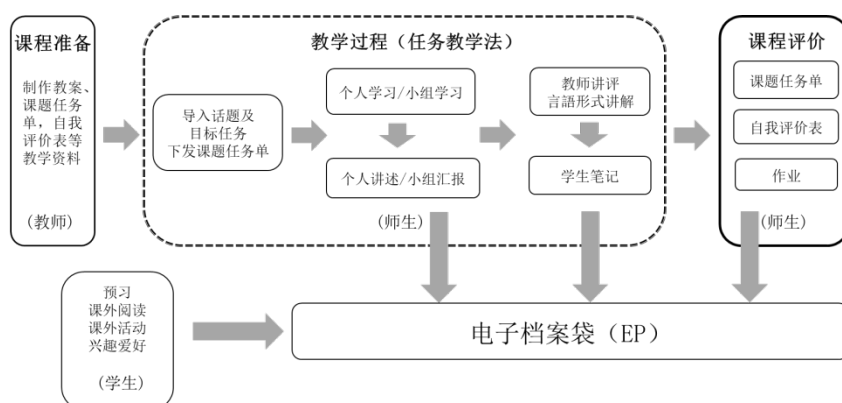 课程准备
制作教案、
课题任务
单，自我
评价表等
教学资料
(教师)
教学过程（任务教学法）
导入话题及
目标任务
下发课题任务单
个人学习/小组学习
个人讲述/小组汇报
教师讲评
言語形式讲解
学生笔记
(师生)
课程评价
课题任务单
自我评价表
作业
(师生)
预习
课外阅读
课外活动
兴趣爱好
(学生)
电子档案袋（EP）